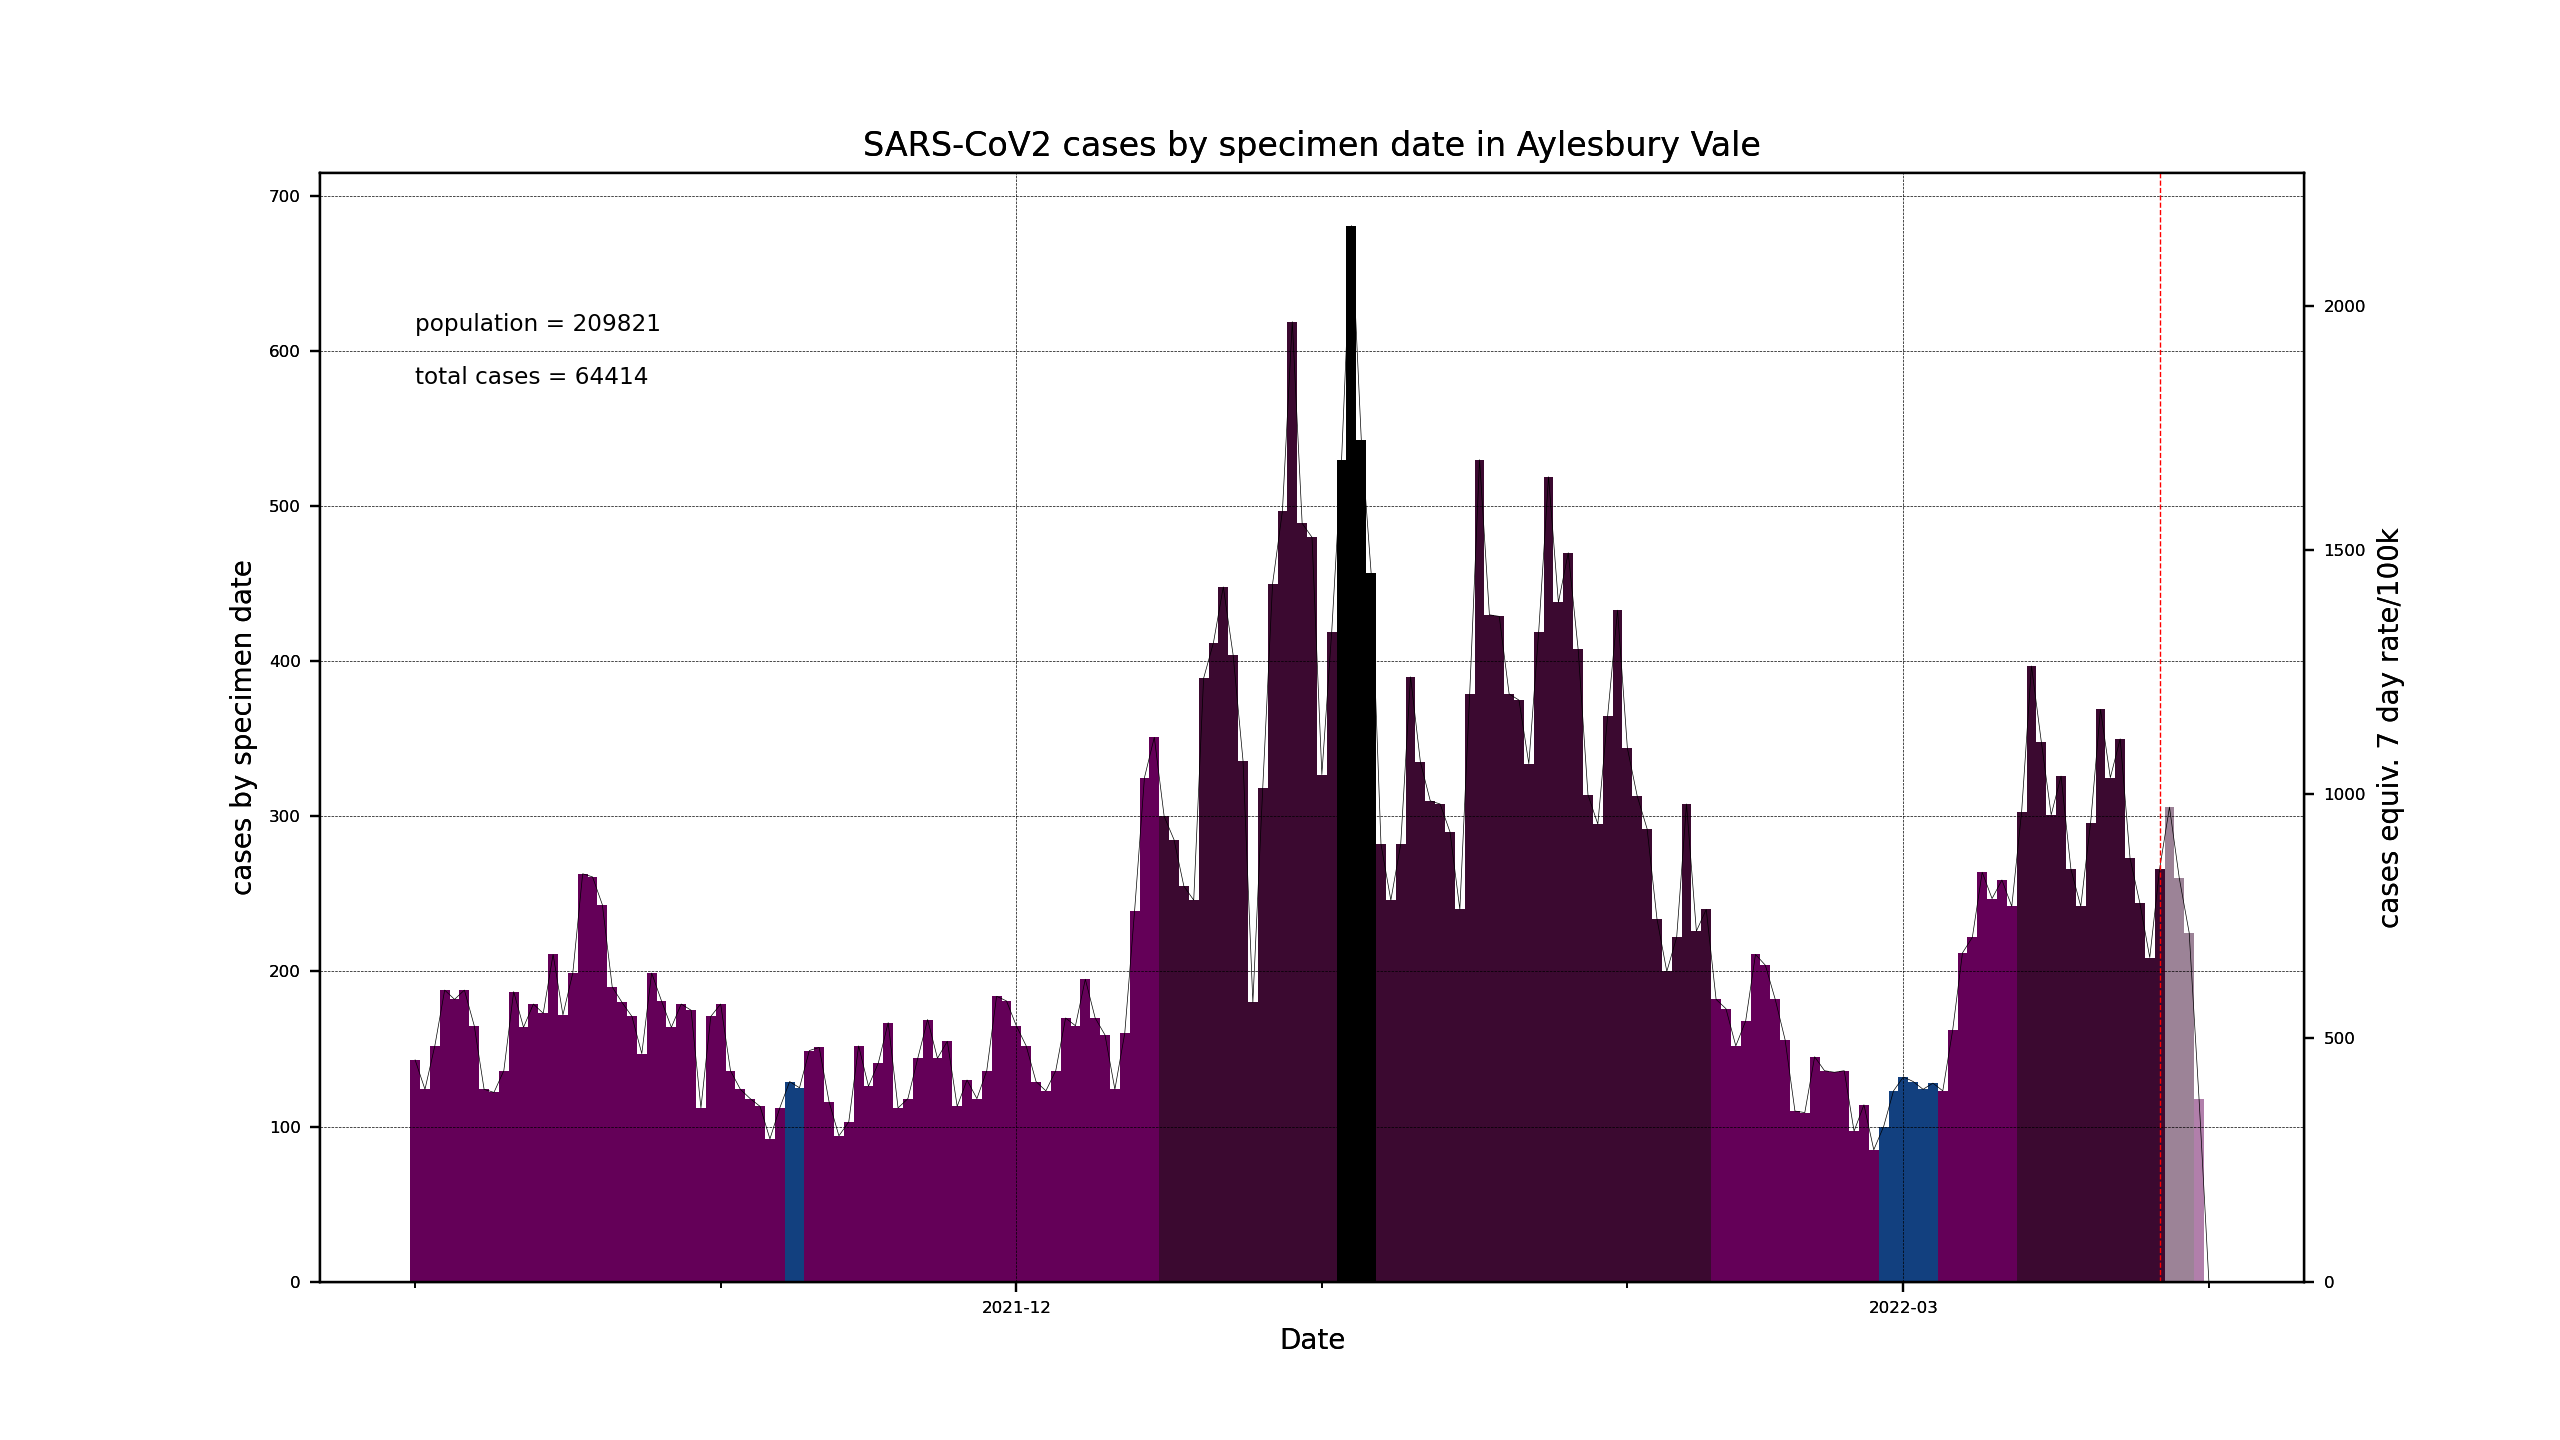 SARS-CoV2 cases by specimen date in Aylesbury Vale
700
600
500
400
300
200
100
0
cases by specimen date
population = 209821
total cases = 64414
2000
1500
1000
500
0
cases equiv. 7 day rate/100k
2021-12
2022-03
Date